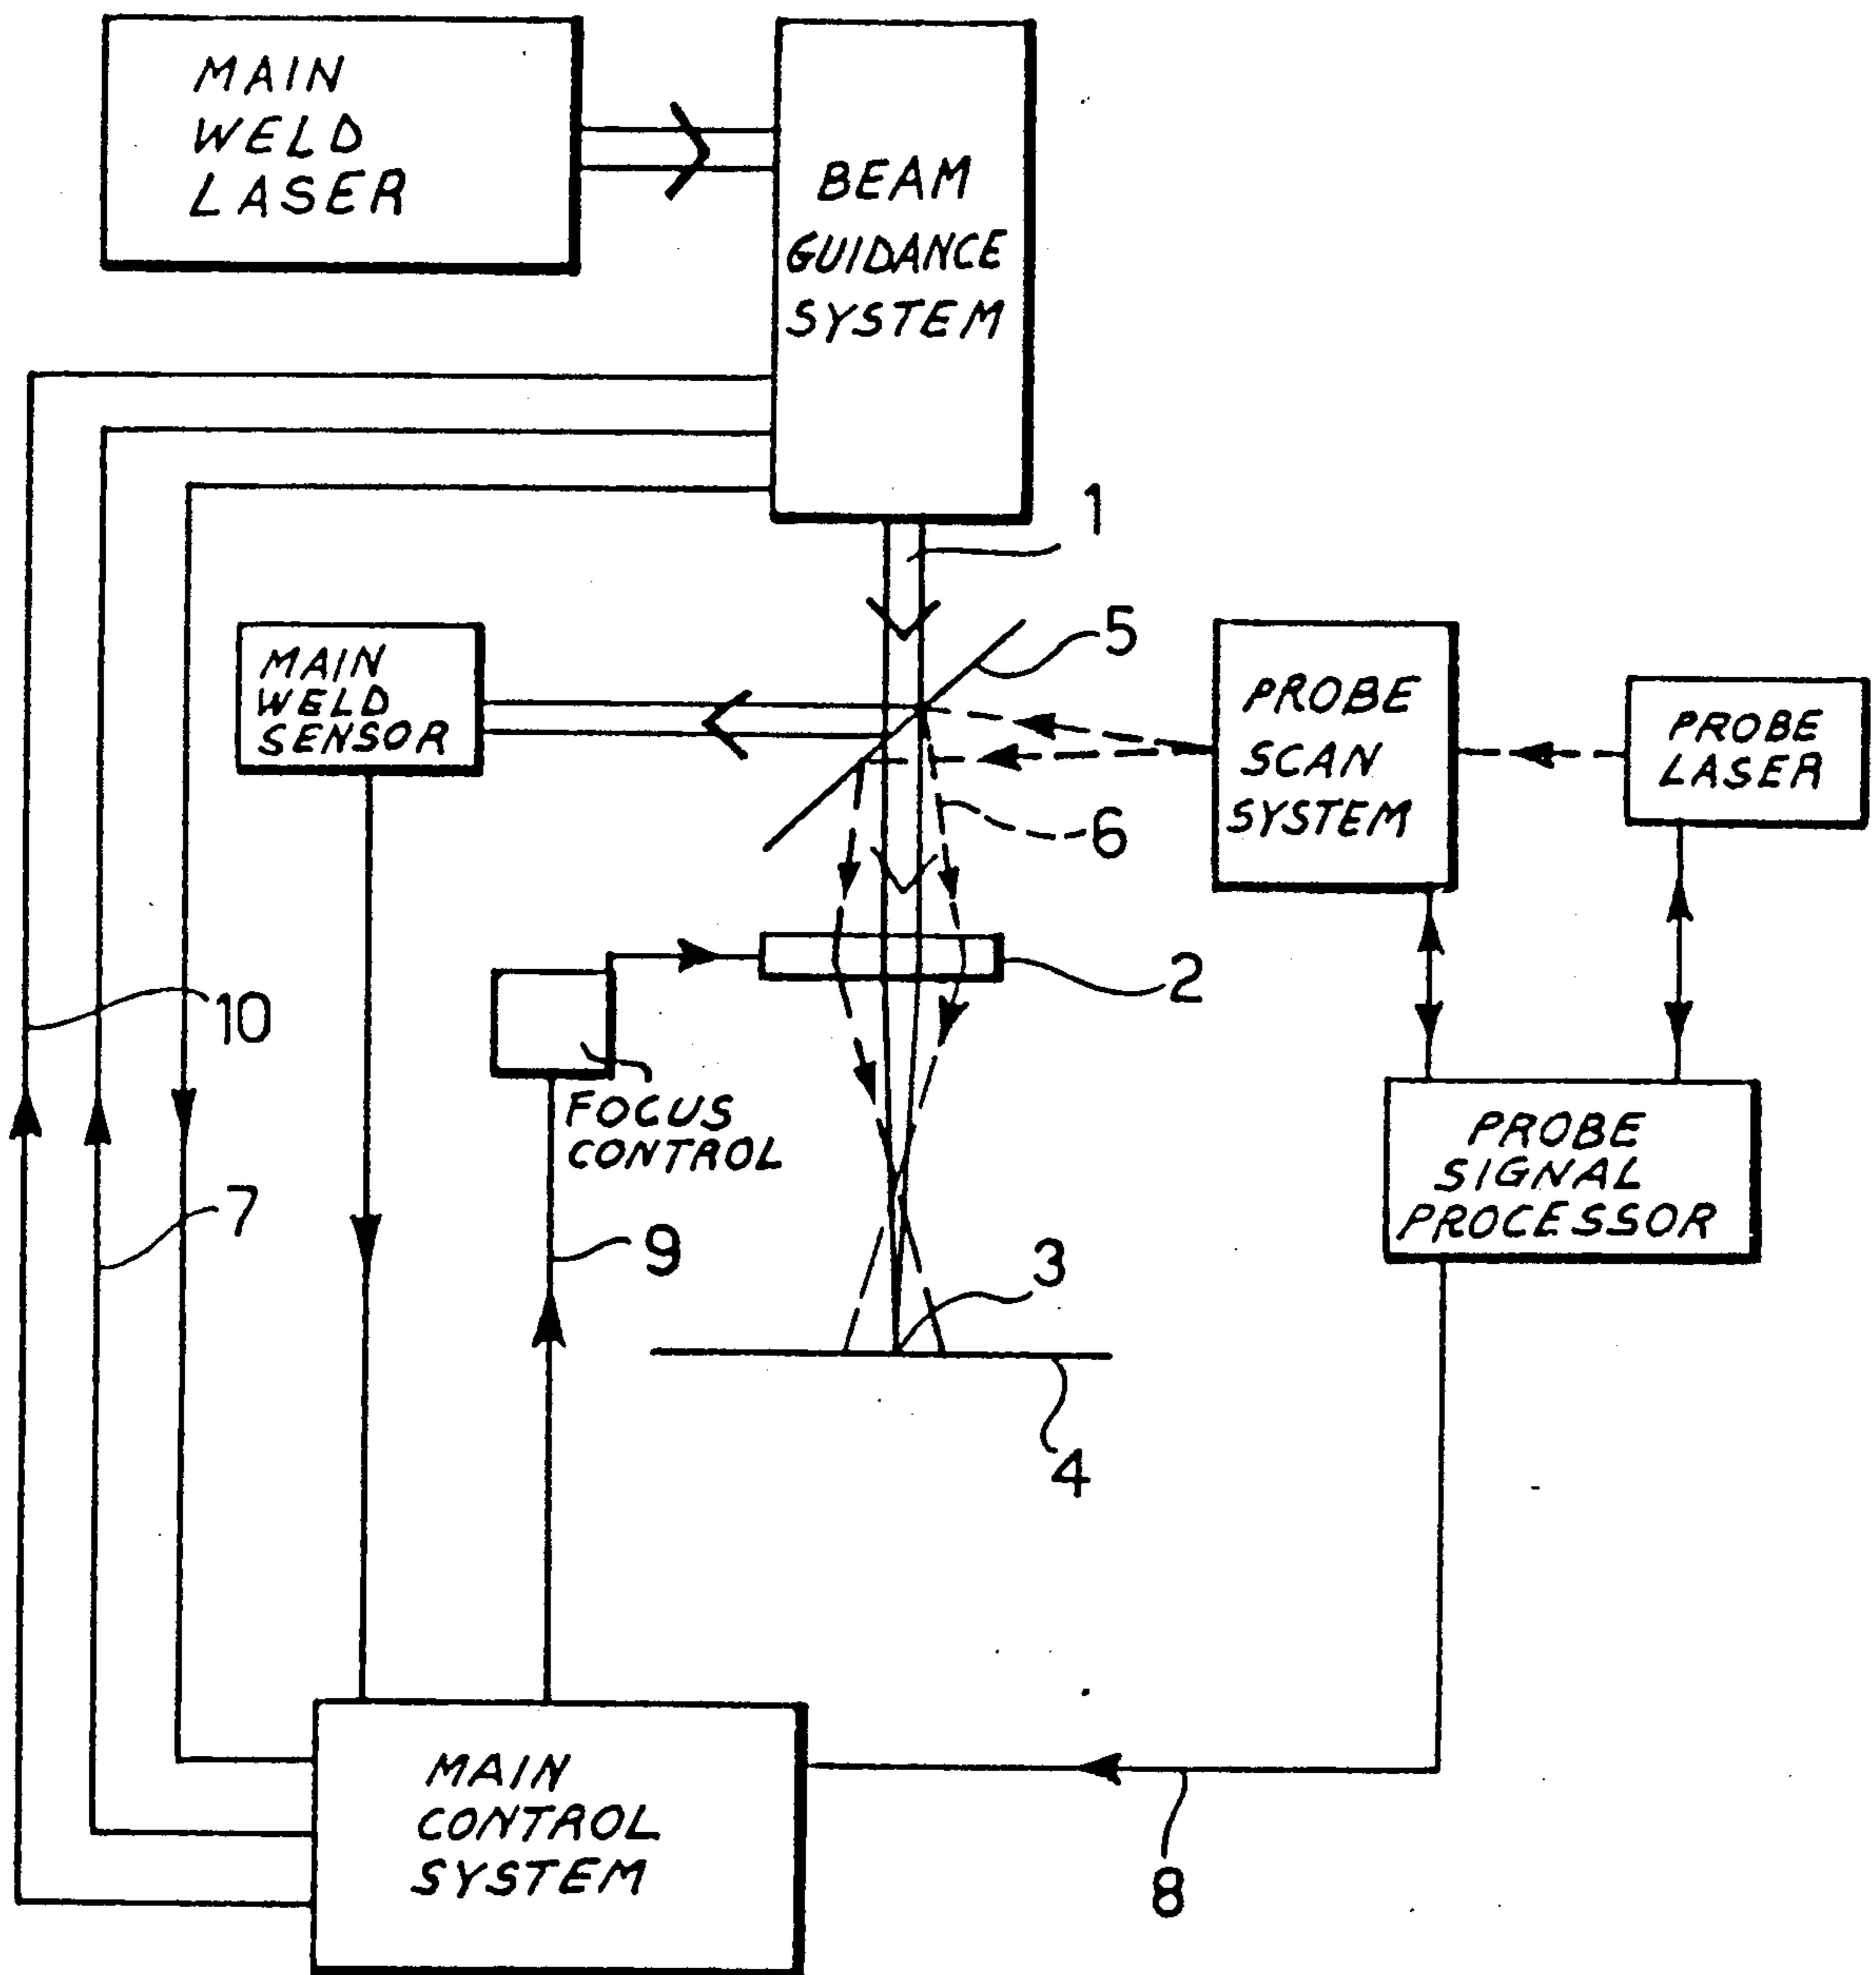 MAIN
WELD
LASER
BEAM
GUIDANCE
SYSTEM
1
5
MAIN
WELD
SENSOR
PROBE
SCAN
SYSTEM
PROBE
LASER
6
2
10
FOCUS
CONTROL
PROBE
SIGNAL
PROCESSOR
7
9
3
4
MAIN
CONTROL
SYSTEM
8